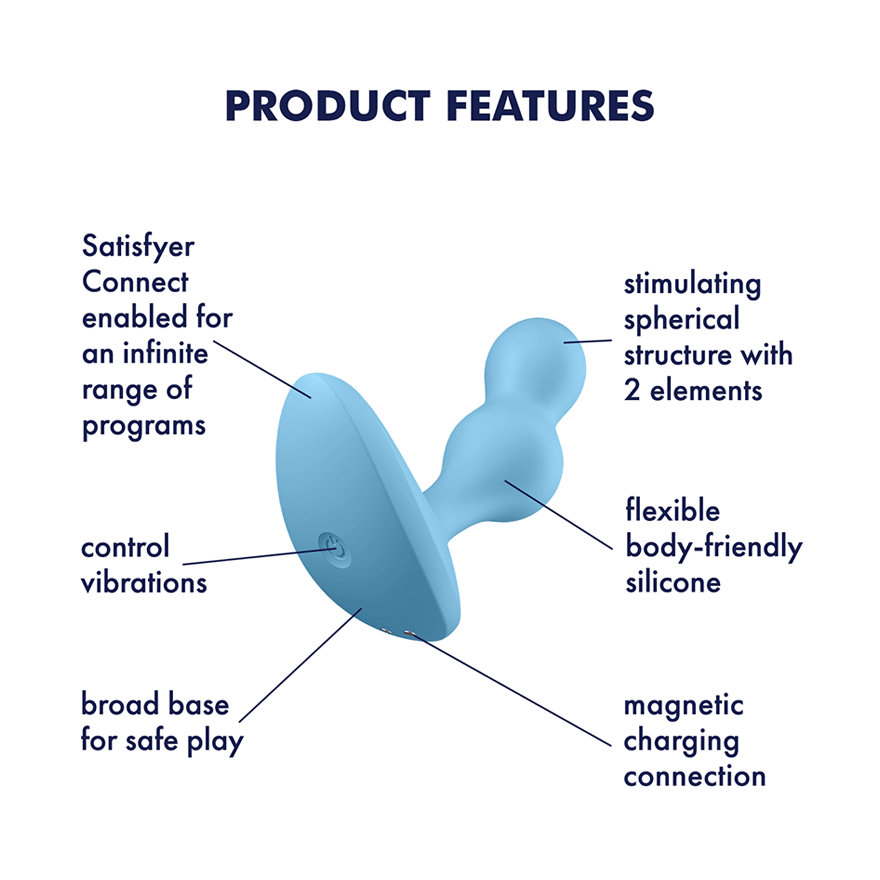 PRODUCT FEATURES
Satisfyer
Connect
enabled for
an infinite
range of
programs
control
vibrations
broad base
for safe play
stimulating
spherical
structure with
2 elements
flexible
body-friendly
silicone
magnetic
charging
connection